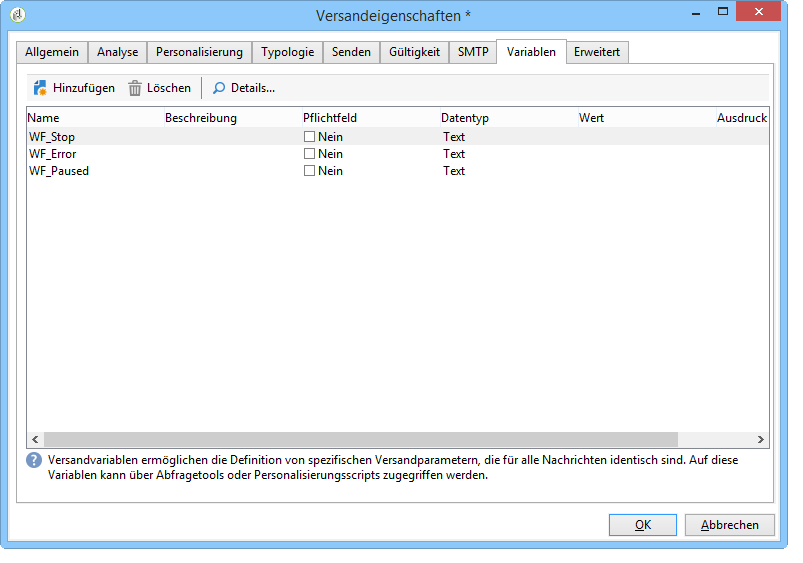 Versandeigenschaften *
Allgemein Analyse Personalisierung Typologie Senden Gültigkeit SMTP Variablen Erweitert
Hinzufügen Löschen Details...
Name Beschreibung Pflichtfeld Datentyp Wert Ausdruck
WF_Stop Nein Text
WF_Error Nein Text
WF_Paused Nein Text
Versandvariablen ermöglichen die Definition von spezifischen Versandparametern, die für alle Nachrichten identisch sind. Auf diese
Variablen kann über Abfragetools oder Personalisierungsscripts zugegriffen werden.
OK Abbrechen